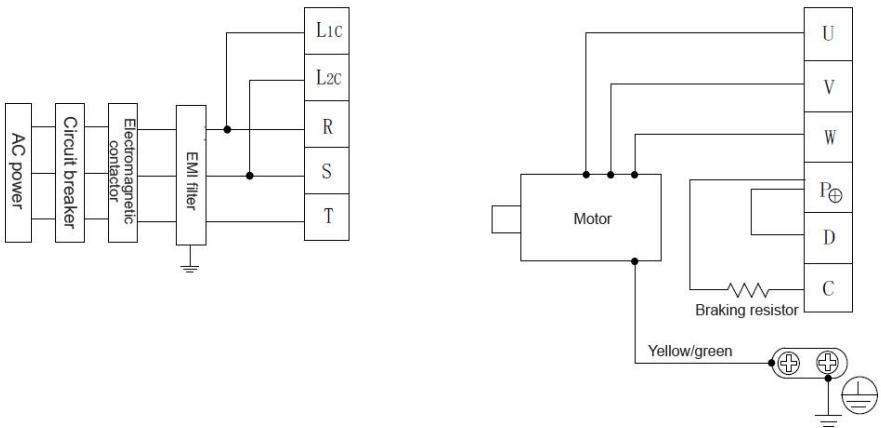 L1C
L2C
R
S
T
AC power
Circuit breaker
Electromagnetic
contactor
EMI filter
U
V
W
P⊕
D
C
Motor
Braking resistor
Yellow/green